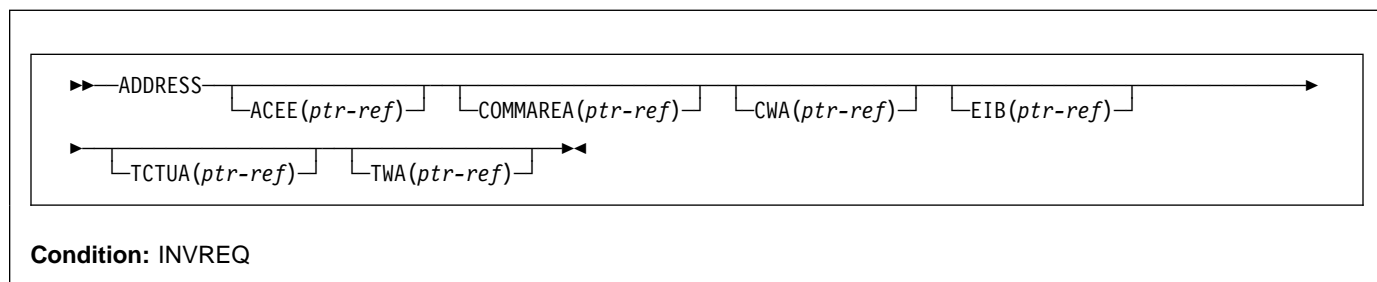 ADDRESS
ACEE(ptr-ref) COMMAREA(ptr-ref) CWA(ptr-ref) EIB(ptr-ref)
TCTUA(ptr-ref) TWA(ptr-ref)
Condition: INVREQ